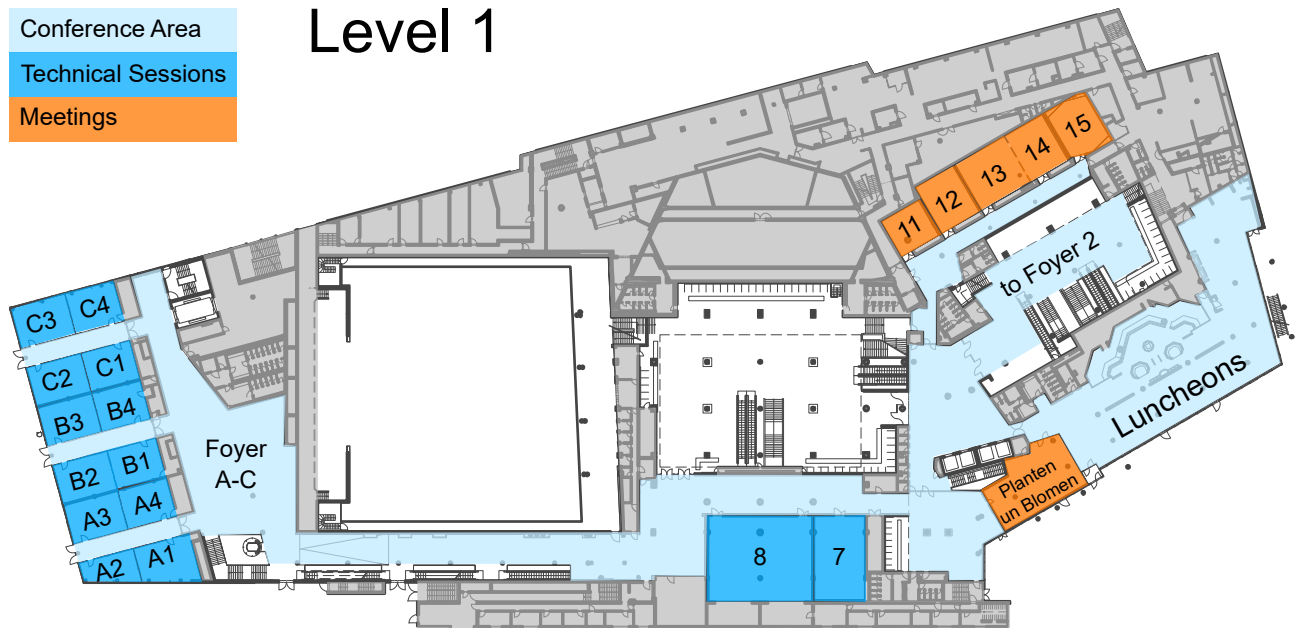 Level 1
Conference Area
Technical Sessions
Meetings
15
14
13
12
11
to Foyer 2
C4
C3
C1
C2
B4
B3
B1
B2
A4
A3
A1
A2
Foyer
A-C
Luncheons
Planten
un Blomen
8
7